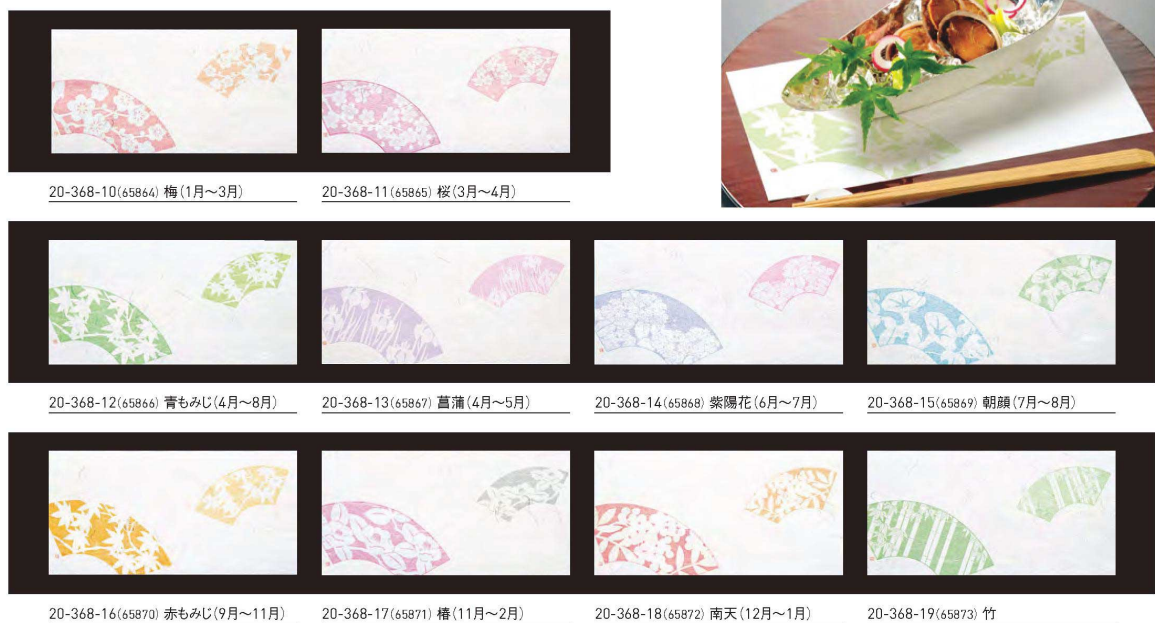 20-368-10(65864) 梅(1月〜3月)
20-368-11(65865) 桜(3月〜4月)
20-368-12(65866) 青もみじ(4月〜8月)
20-368-13(65867) 菖蒲(4月〜5月)
20-368-14(65868) 紫陽花(6月〜7月)
20-368-15(65869) 朝顔(7月〜8月)
20-368-16(65870) 赤もみじ(9月〜11月)
20-368-17(65871) 椿(11月〜2月)
20-368-18(65872) 南天(12月〜1月)
20-368-19(65873) 竹